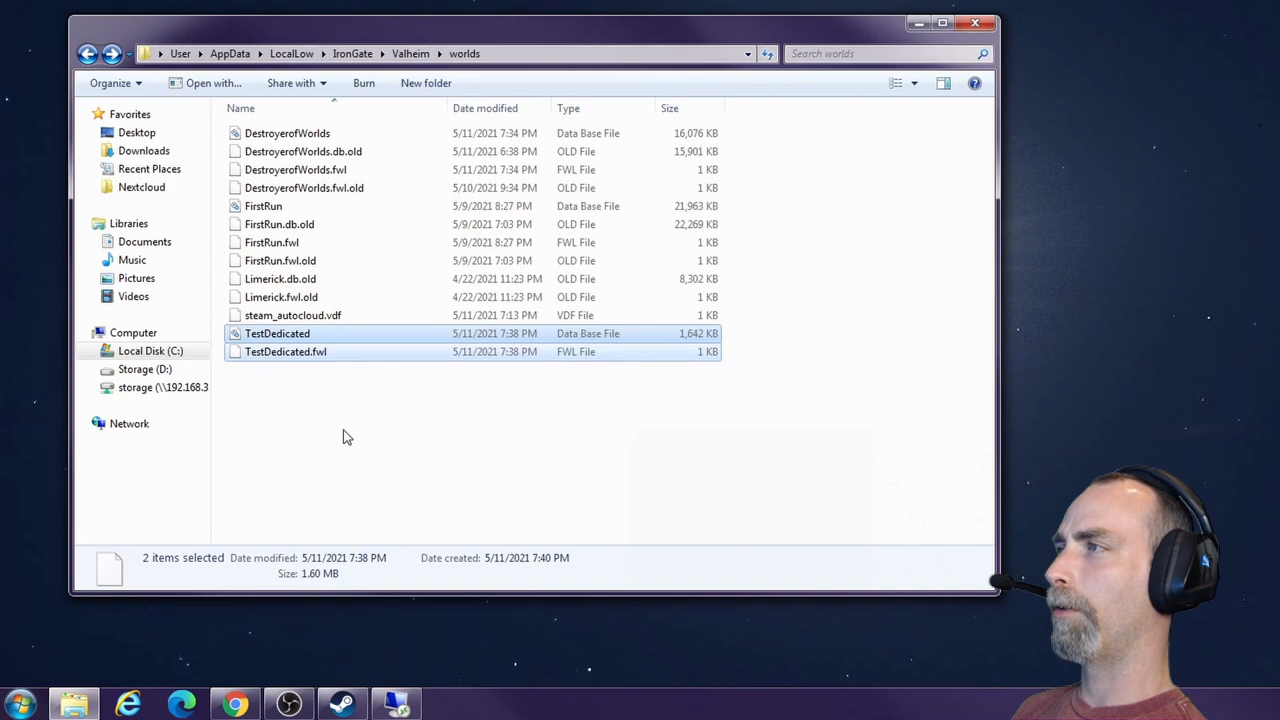 User AppData LocalLow IronGate Valheim worlds Search worlds
Organize Open with... Share with Burn New folder
Favorites
Desktop
Downloads
Recent Places
Nextcloud
Libraries
Documents
Music
Pictures
Videos
Computer
Local Disk (C:)
Storage (D:)
storage (\\192.168.3
Network
Name Date modified Type Size
DestroyerofWorlds 5/11/2021 7:34 PM Data Base File 16,076 KB
DestroyerofWorlds.db.old 5/11/2021 6:38 PM OLD File 15,901 KB
DestroyerofWorlds.fwl 5/11/2021 7:34 PM FWL File 1 KB
DestroyerofWorlds.fwl.old 5/10/2021 9:34 PM OLD File 1 KB
FirstRun 5/9/2021 8:27 PM Data Base File 21,963 KB
FirstRun.db.old 5/9/2021 7:03 PM OLD File 22,269 KB
FirstRun.fwl 5/9/2021 8:27 PM FWL File 1 KB
FirstRun.fwl.old 5/9/2021 7:03 PM OLD File 1 KB
Limerick.db.old 4/22/2021 11:23 PM OLD File 8,302 KB
Limerick.fwl.old 4/22/2021 11:23 PM OLD File 1 KB
steam_autocloud.vdf 5/11/2021 7:13 PM VDF File 1 KB
TestDedicated 5/11/2021 7:38 PM Data Base File 1,642 KB
TestDedicated.fwl 5/11/2021 7:38 PM FWL File 1 KB
2 items selected Date modified: 5/11/2021 7:38 PM Date created: 5/11/2021 7:40 PM
Size: 1.60 MB